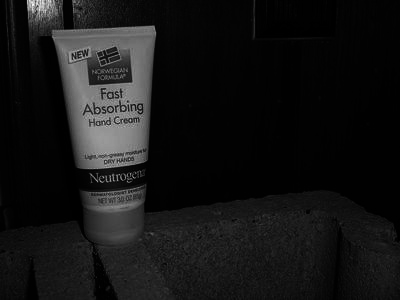 NEW
NORWEGIAN
FORMULA®
Fast
Absorbing
Hand Cream
Light, non-greasy moisture for
DRY HANDS
Neutrogena
DERMATOLOGIST
NET WT 3.0 OZ